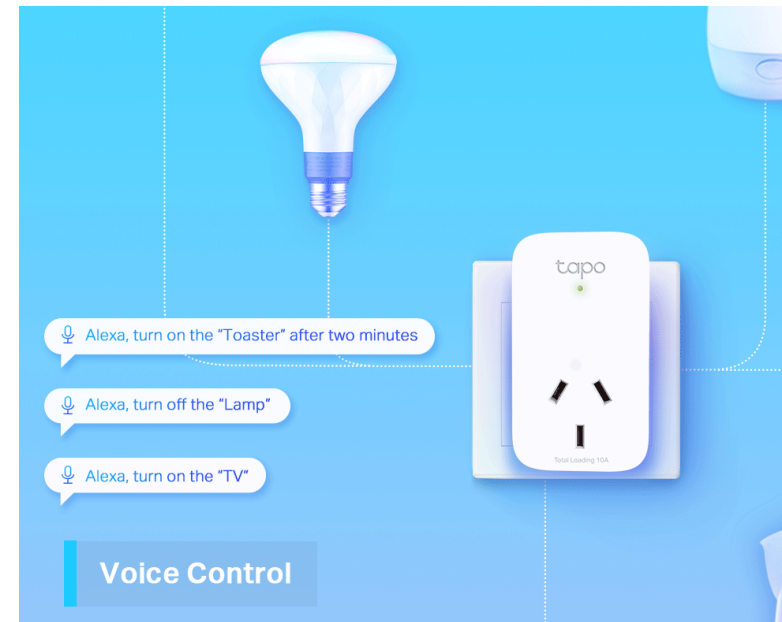 tapo
Alexa, turn on the “Toaster” after two minutes
Alexa, turn off the “Lamp”
Alexa, turn on the “TV”
Total Loading 10A
Voice Control